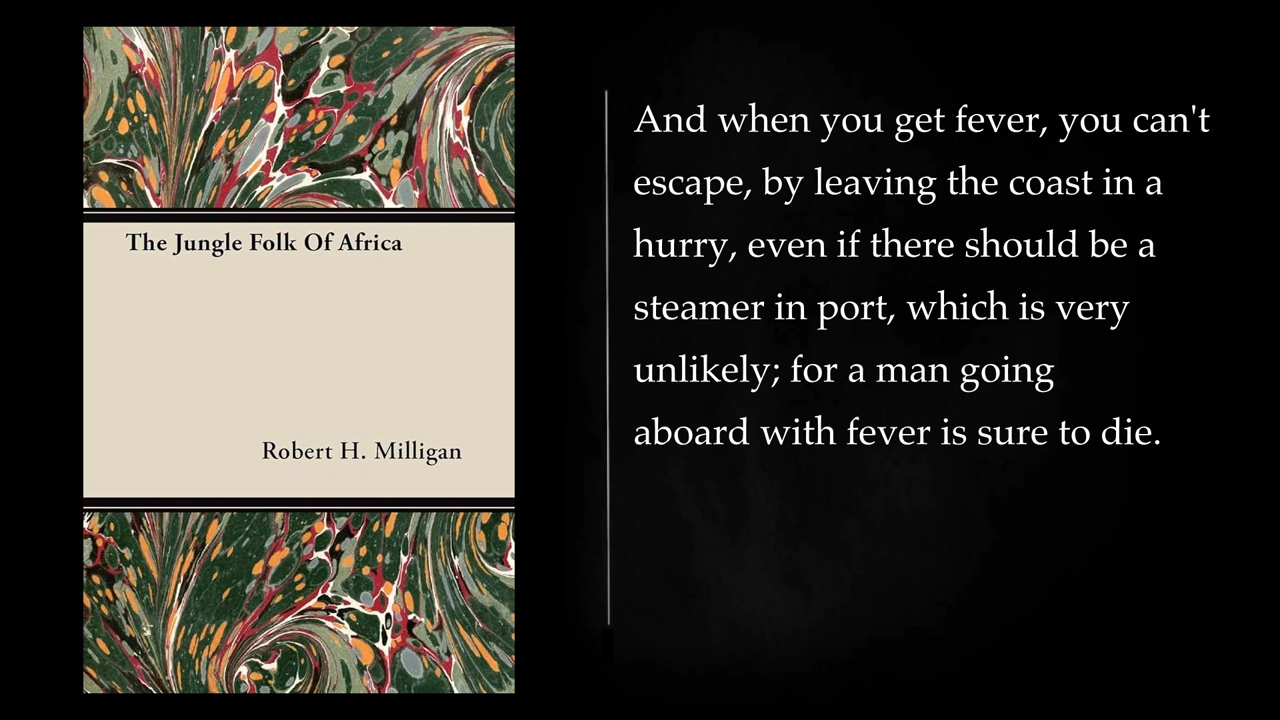 The Jungle Folk Of Africa
Robert H. Milligan
And when you get fever, you can't
escape, by leaving the coast in a
hurry, even if there should be a
steamer in port, which is very
unlikely; for a man going
aboard with fever is sure to die.